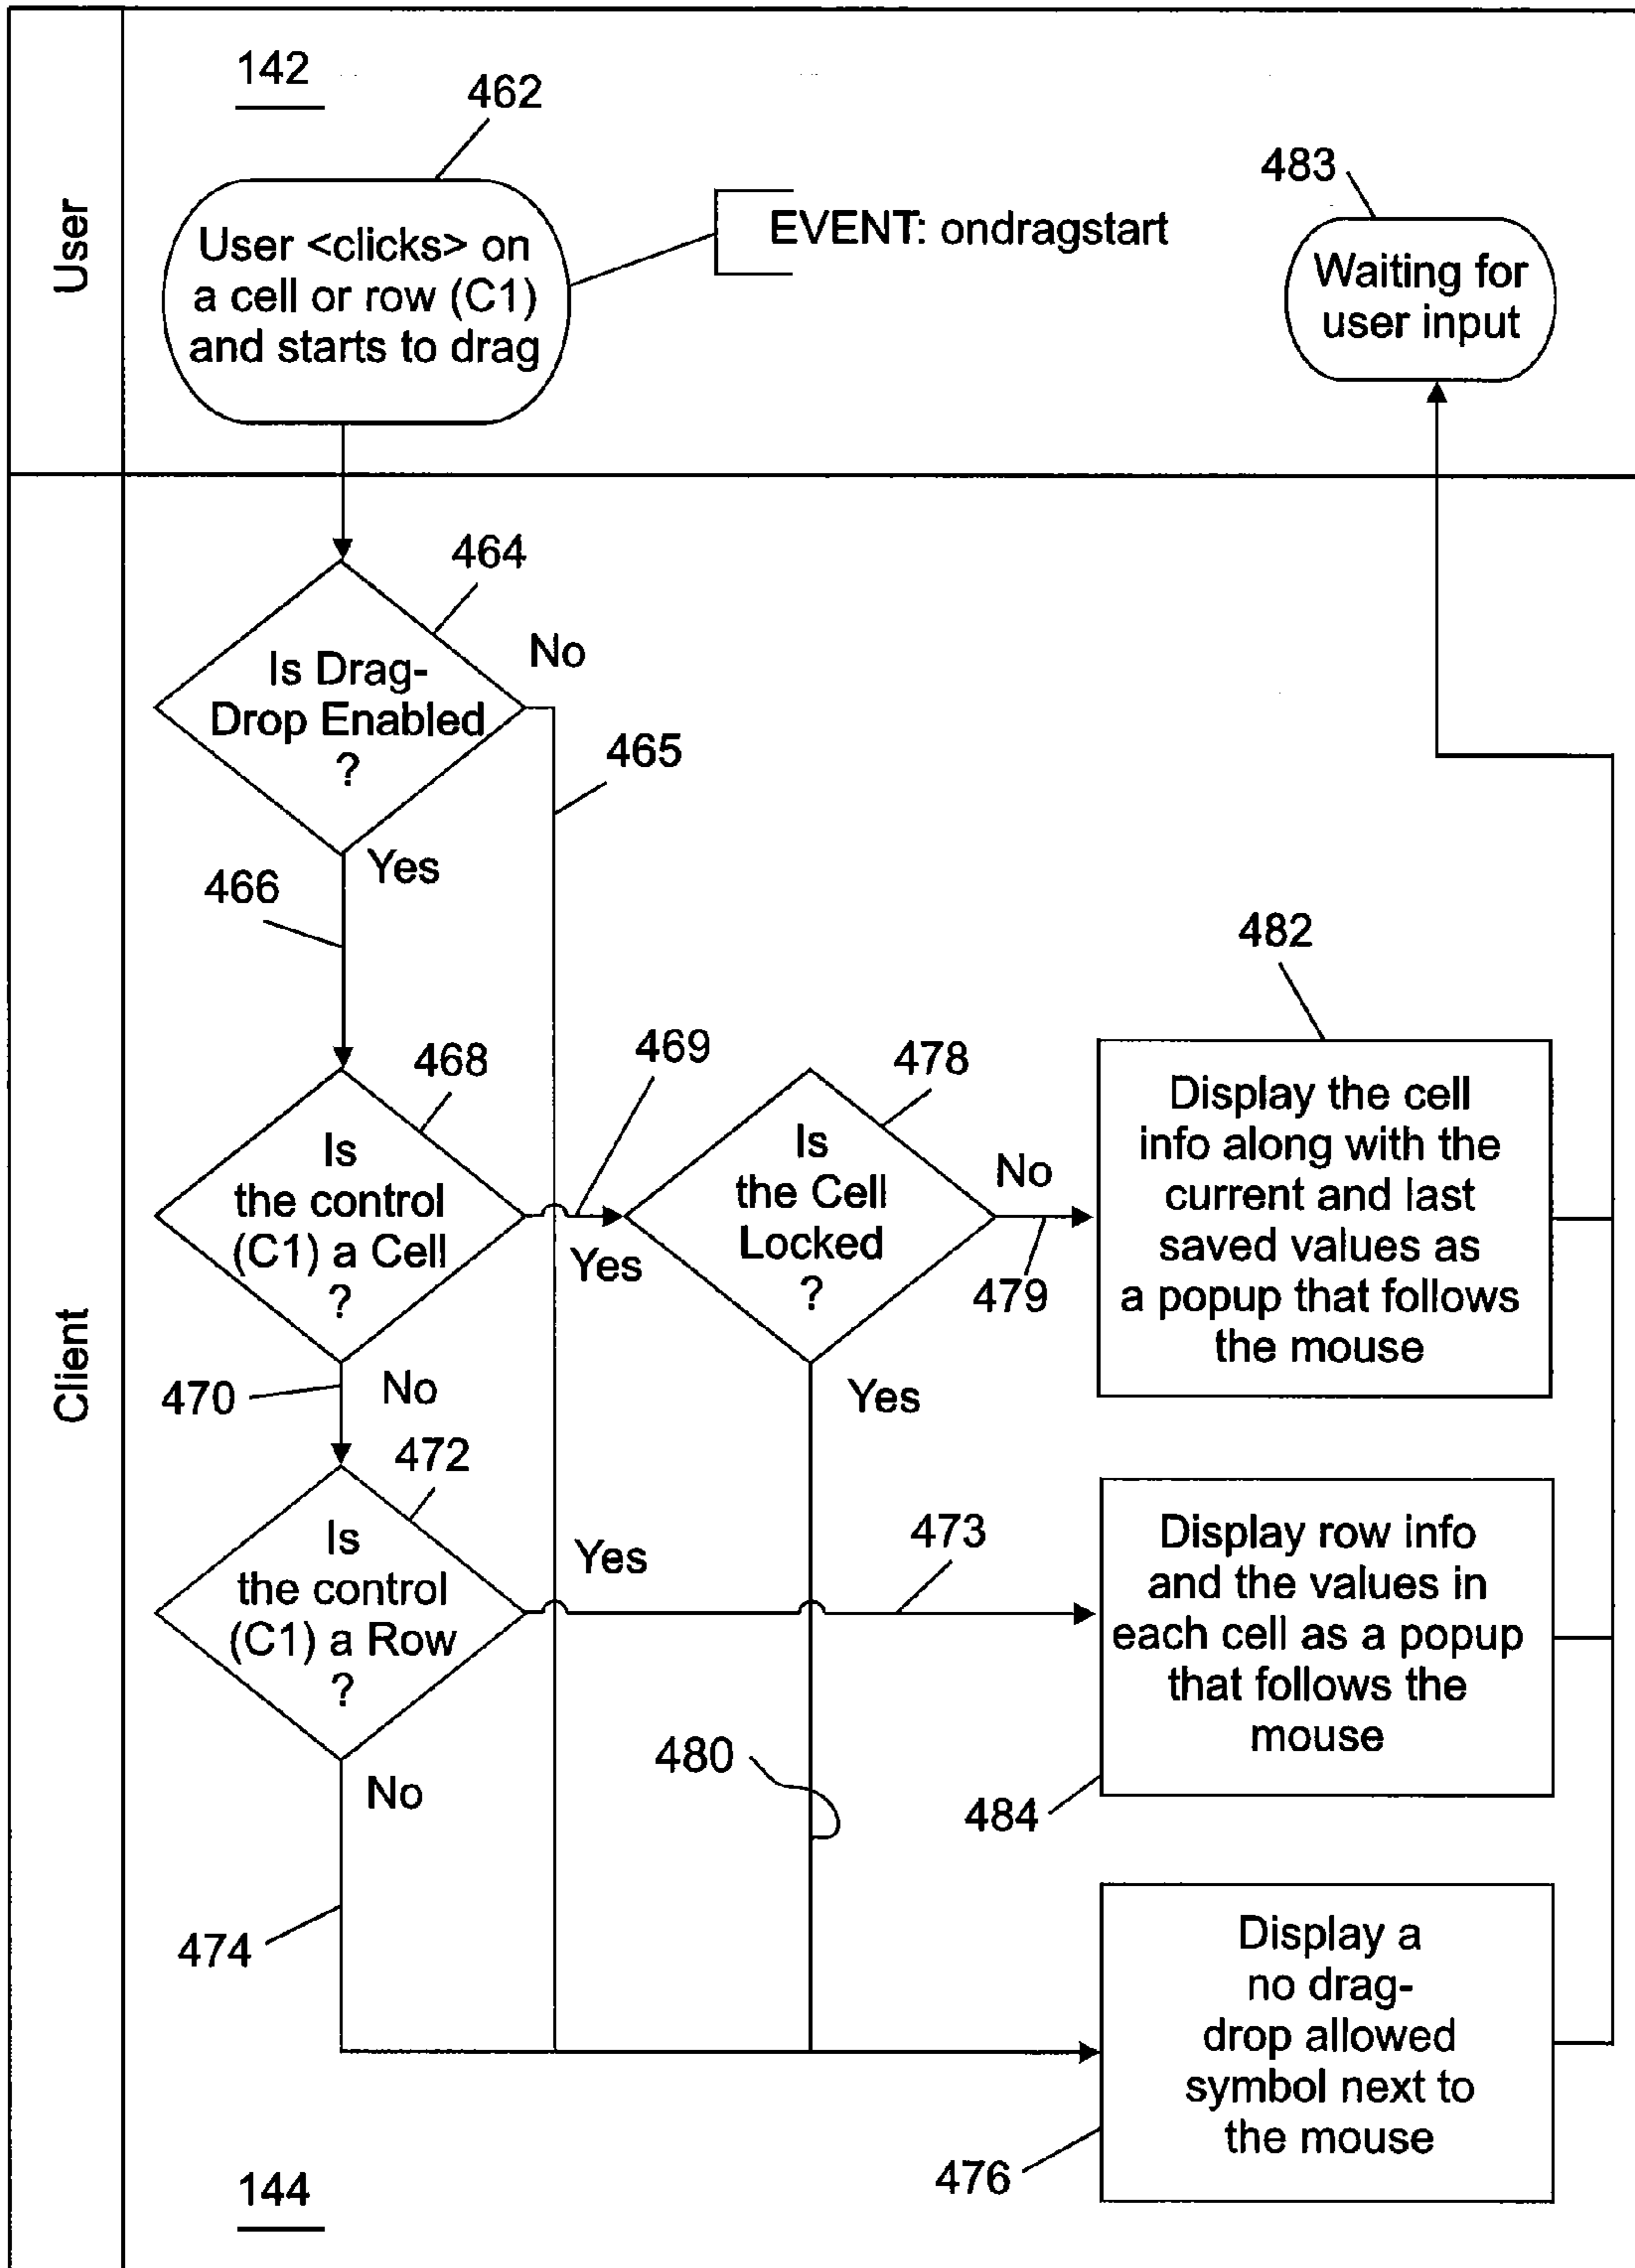 142
462
User <clicks> on
a cell or row (C1)
and starts to drag
EVENT: ondragstart
483
Waiting for
user input
User
464
Is Drag-
Drop Enabled
?
No
465
Yes
466
468
Is
the control
(C1) a Cell
?
469
Yes
478
Is
the Cell
Locked
?
No
479
482
Display the cell
info along with the
current and last
saved values as
a popup that follows
the mouse
Client
470
No
Yes
472
Is
the control
(C1) a Row
?
Yes
473
Display row info
and the values in
each cell as a popup
that follows the
mouse
484
480
No
474
Display a
no drag-
drop allowed
symbol next to
the mouse
476
144